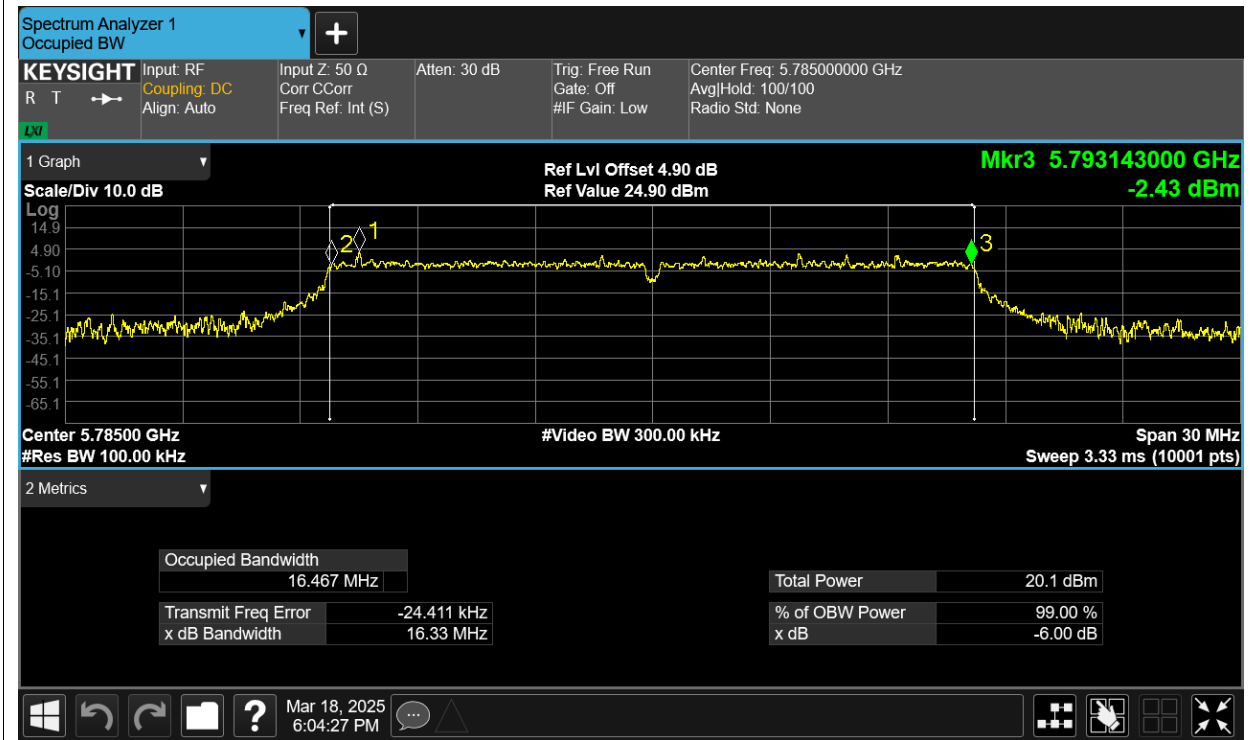 Spectrum Analyzer 1
Occupied BW
KEYSIGHT
R T
LXI
Input: RF
Coupling: DC
Align: Auto
Input Z: 50 Ω
Corr CCorr
Freq Ref: Int (S)
Atten: 30 dB
Trig: Free Run
Gate: Off
#IF Gain: Low
Center Freq: 5.785000000 GHz
Avg|Hold: 100/100
Radio Std: None
1 Graph
Scale/Div 10.0 dB
Ref Lvl Offset 4.90 dB
Ref Value 24.90 dBm
Mkr3 5.793143000 GHz
-2.43 dBm
Log
14.9
4.90
-5.10
-15.1
-25.1
-35.1
-45.1
-55.1
-65.1
2
1
3
Center 5.78500 GHz
#Res BW 100.00 kHz
#Video BW 300.00 kHz
Span 30 MHz
Sweep 3.33 ms (10001 pts)
2 Metrics
Occupied Bandwidth
16.467 MHz
Transmit Freq Error -24.411 kHz
x dB Bandwidth 16.33 MHz
Total Power 20.1 dBm
% of OBW Power 99.00 %
x dB -6.00 dB
?
Mar 18, 2025
6:04:27 PM